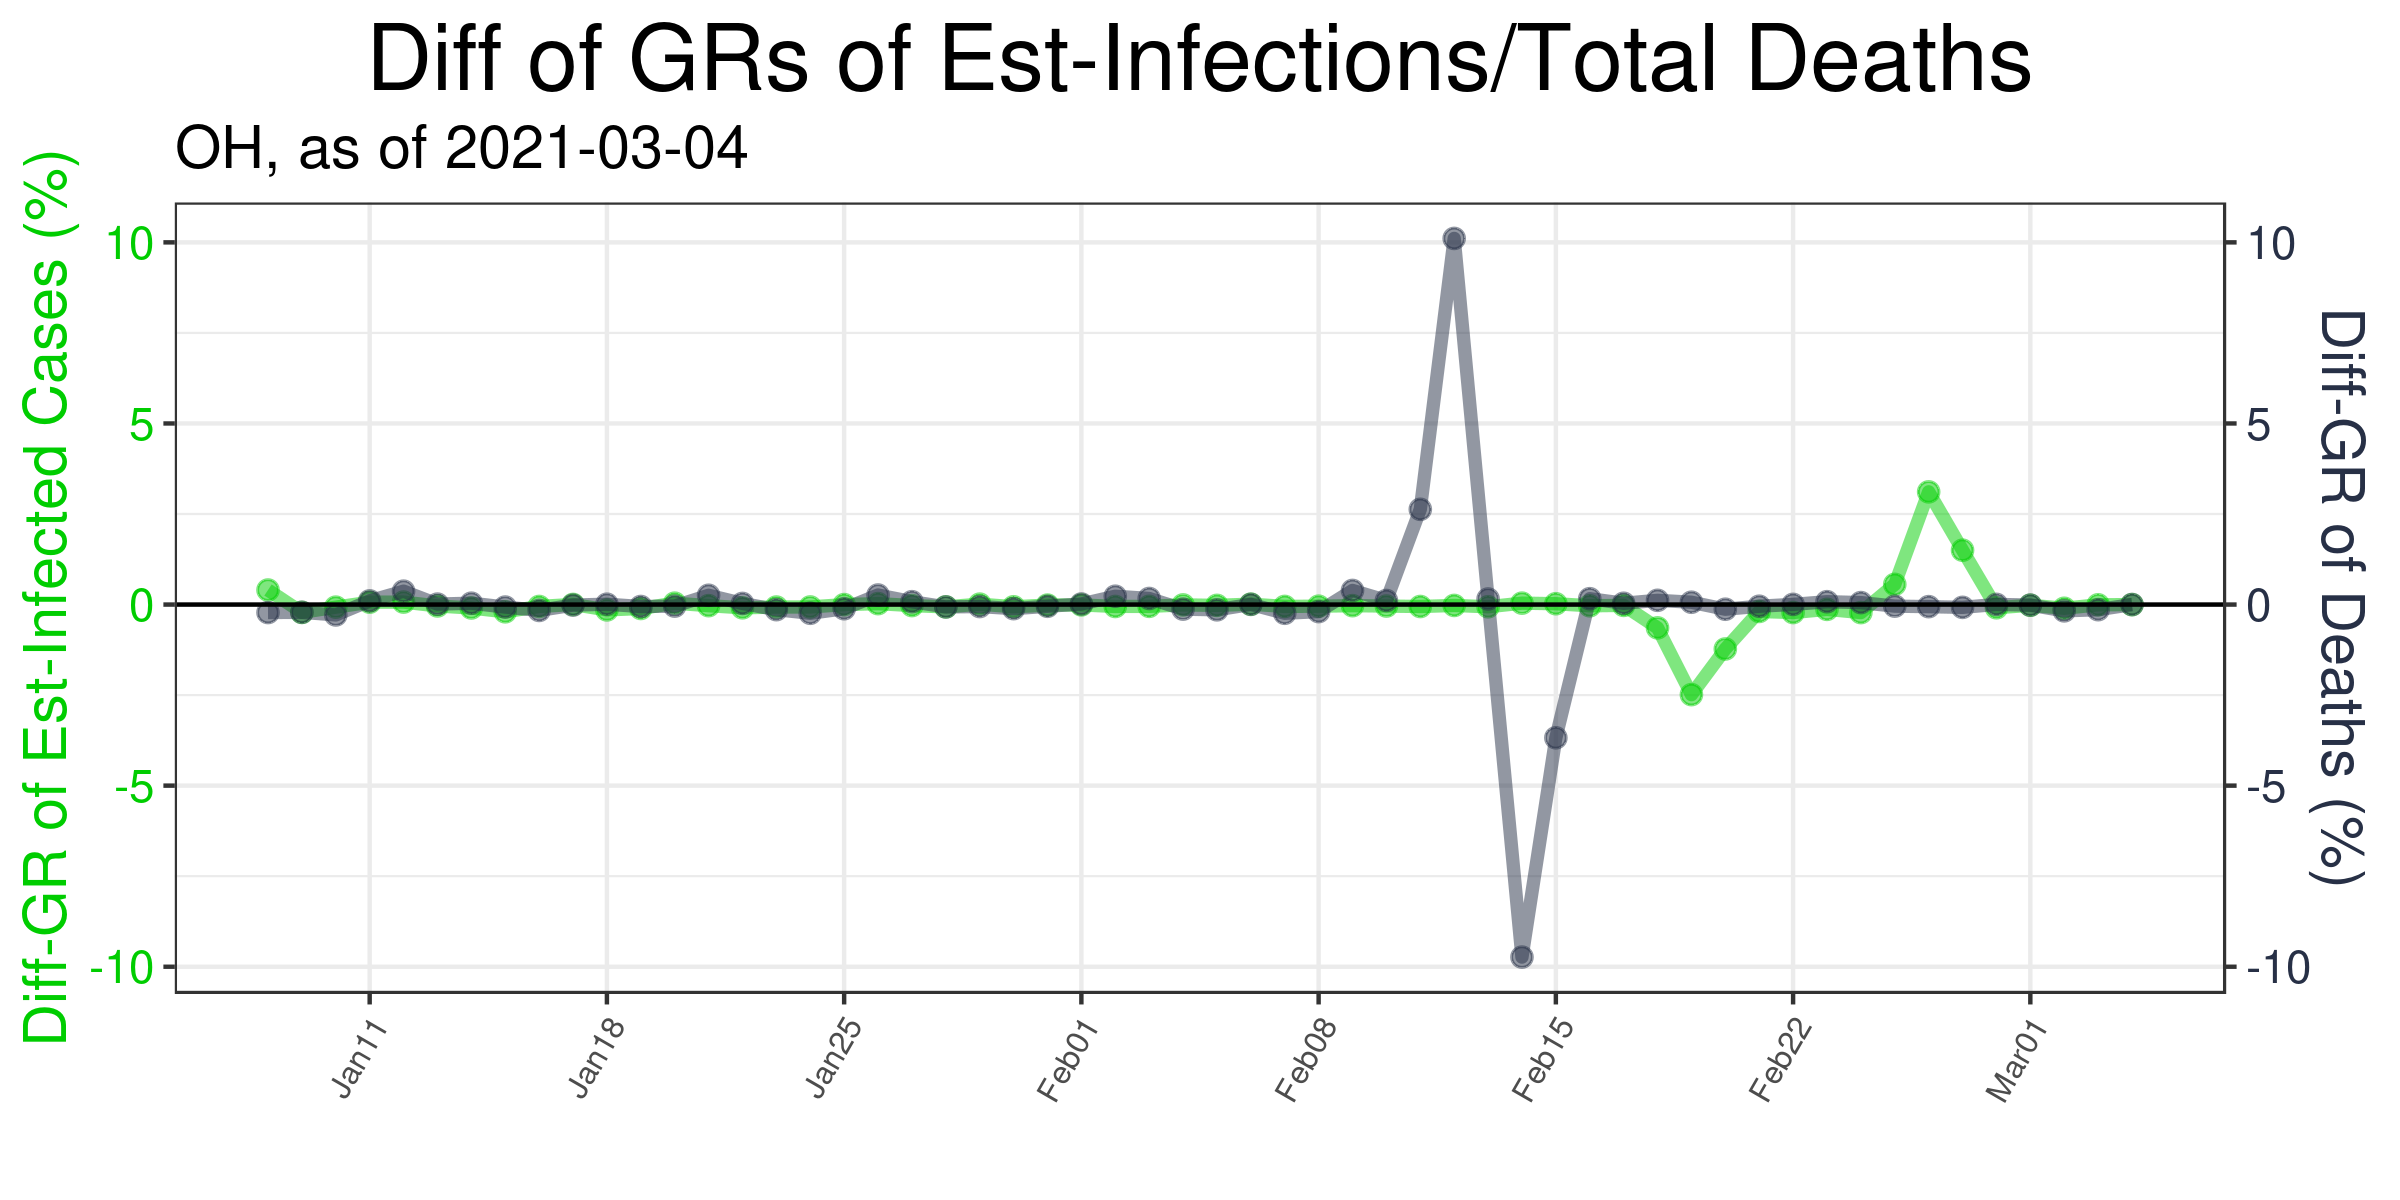 Diff of GRs of Est-Infections/Total Deaths
OH, as of 2021-03-04
Diff-GR of Est-Infected Cases (%)
10
5
0
-5
-10
10
5
0
-5
-10
Diff-GR of Deaths (%)
Jan11
Jan18
Jan25
Feb01
Feb08
Feb15
Feb22
Mar01